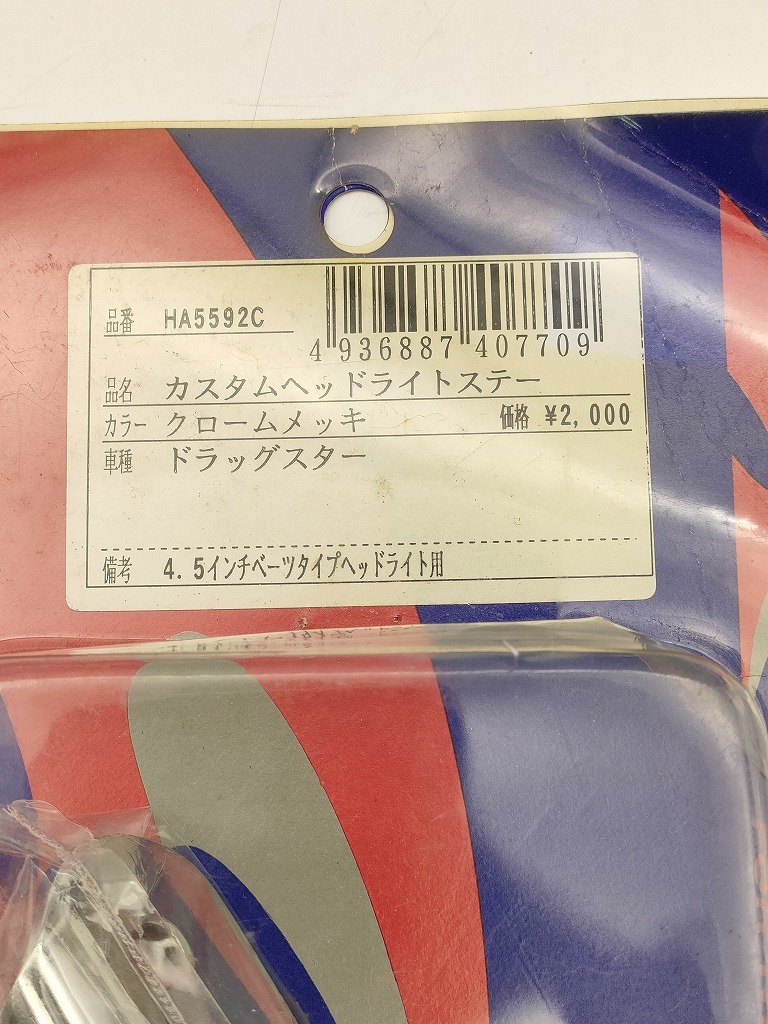 品番 HA5592C
4 936887 407709
品名 カスタムヘッドライトステー
カラー クロームメッキ 価格 ¥2,000
車種 ドラッグスター
備考 4.5インチベーツタイプヘッドライト用